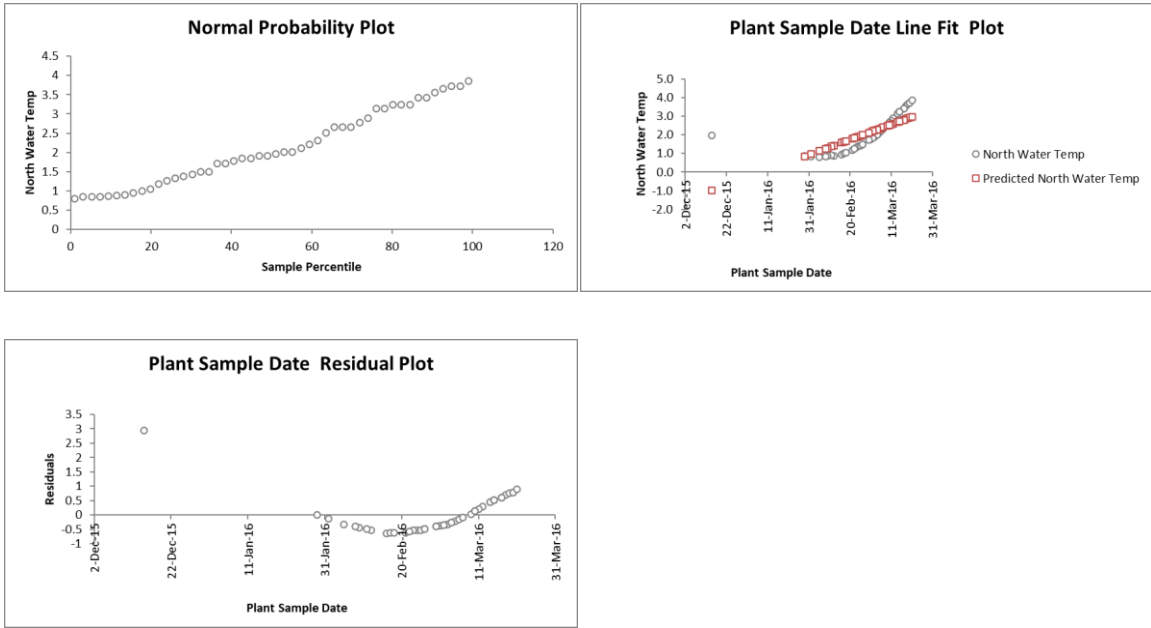 Normal Probability Plot
4.5
4
3.5
3
2.5
2
1.5
1
0.5
0
North Water Temp
0 20 40 60 80 100 120
Sample Percentile
Plant Sample Date Line Fit Plot
5.0
4.0
3.0
2.0
1.0
0.0
-1.0
-2.0
North Water Temp
2-Dec-15
22-Dec-15
11-Jan-16
31-Jan-16
20-Feb-16
11-Mar-16
31-Mar-16
North Water Temp
Predicted North Water Temp
Plant Sample Date
Plant Sample Date Residual Plot
3.5
3
2.5
2
1.5
1
0.5
0
-0.5
-1
Residuals
2-Dec-15
22-Dec-15
11-Jan-16
31-Jan-16
20-Feb-16
11-Mar-16
31-Mar-16
Plant Sample Date